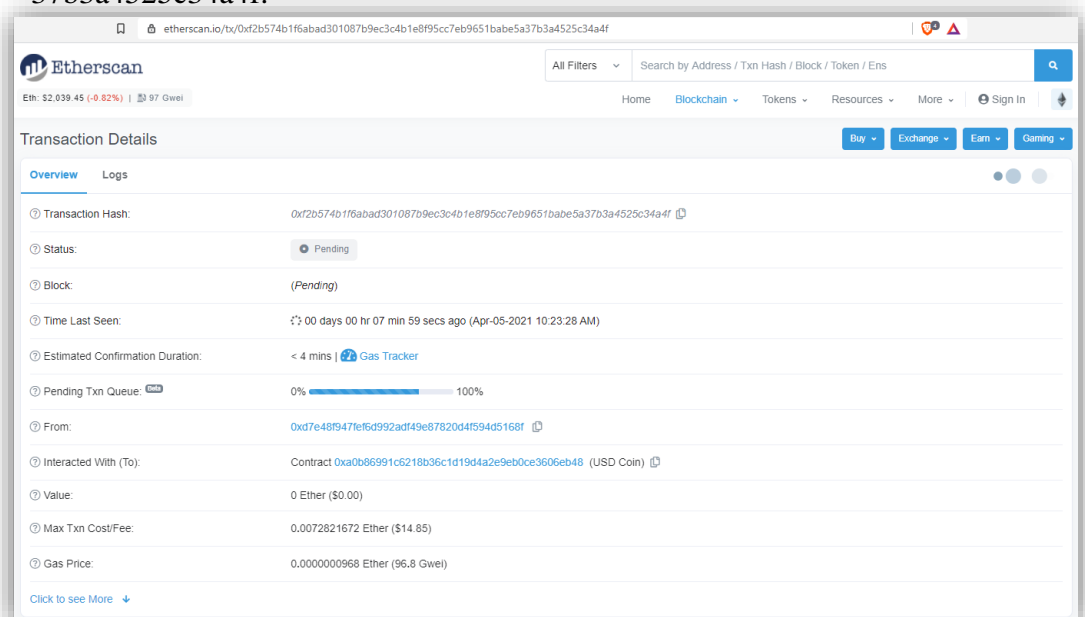 etherscan.io/tx/0xf2b574b1f6abad301087b9ec3c4b1e8f95cc7eb9651babe5a37b3a4525c34a4f
Etherscan
All Filters Search by Address / Txn Hash / Block / Token / Ens
Eth: $2,039.45 (-0.82%) | 97 Gwei
Home Blockchain Tokens Resources More Sign In
Transaction Details
Buy Exchange Earn Gaming
Overview Logs
Transaction Hash: 0xf2b574b1f6abad301087b9ec3c4b1e8f95cc7eb9651babe5a37b3a4525c34a4f
Status: Pending
Block: (Pending)
Time Last Seen: 00 days 00 hr 07 min 59 secs ago (Apr-05-2021 10:23:28 AM)
Estimated Confirmation Duration: < 4 mins | Gas Tracker
Pending Txn Queue: Beta 0% 100%
From: 0xd7e48f947fef6d992adf49e87820d4f594d5168f
Interacted With (To): Contract 0xa0b86991c6218b36c1d19d4a2e9eb0ce3606eb48 (USD Coin)
Value: 0 Ether ($0.00)
Max Txn Cost/Fee: 0.0072821672 Ether ($14.85)
Gas Price: 0.0000000968 Ether (96.8 Gwei)
Click to see More